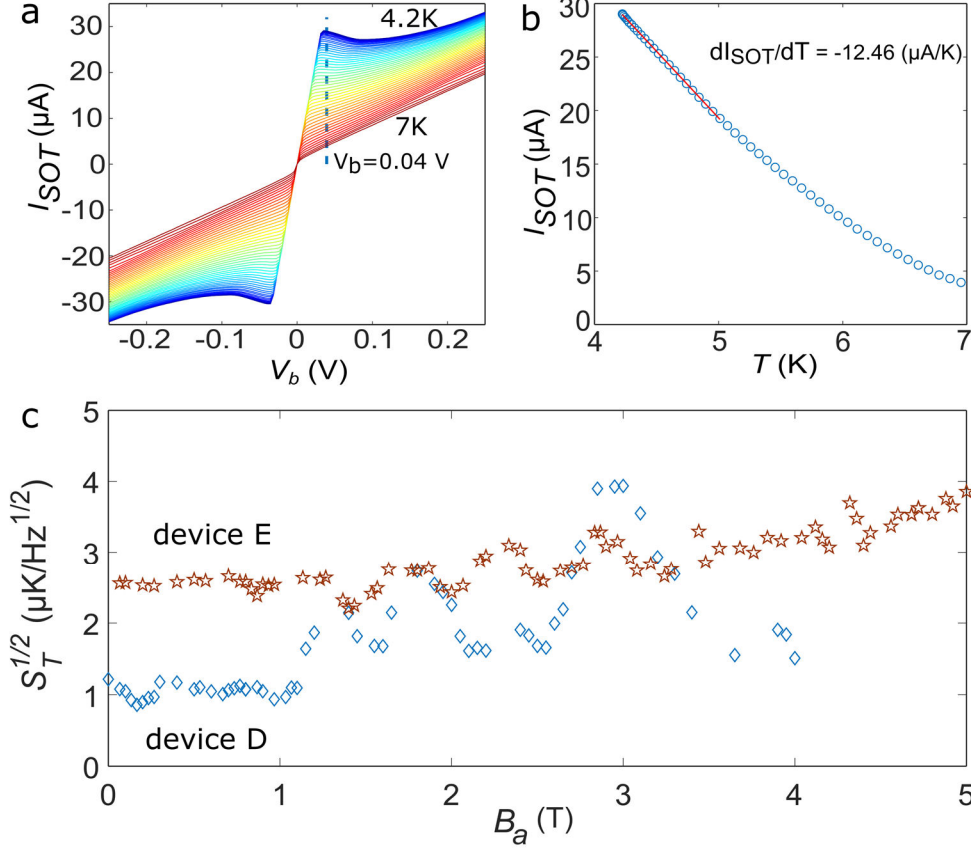 a
30
20
10
0
-10
-20
-30
I_SOT (μA)
4.2K
7K
V_b=0.04 V
-0.2
-0.1
0
0.1
0.2
V_b (V)
b
30
25
20
15
10
5
0
I_SOT (μA)
dI_SOT/dT = -12.46 (μA/K)
4
5
6
7
T (K)
c
5
4
3
2
1
0
S_T^1/2 (μK/Hz^1/2)
device E
device D
0
1
2
3
4
5
B_a (T)